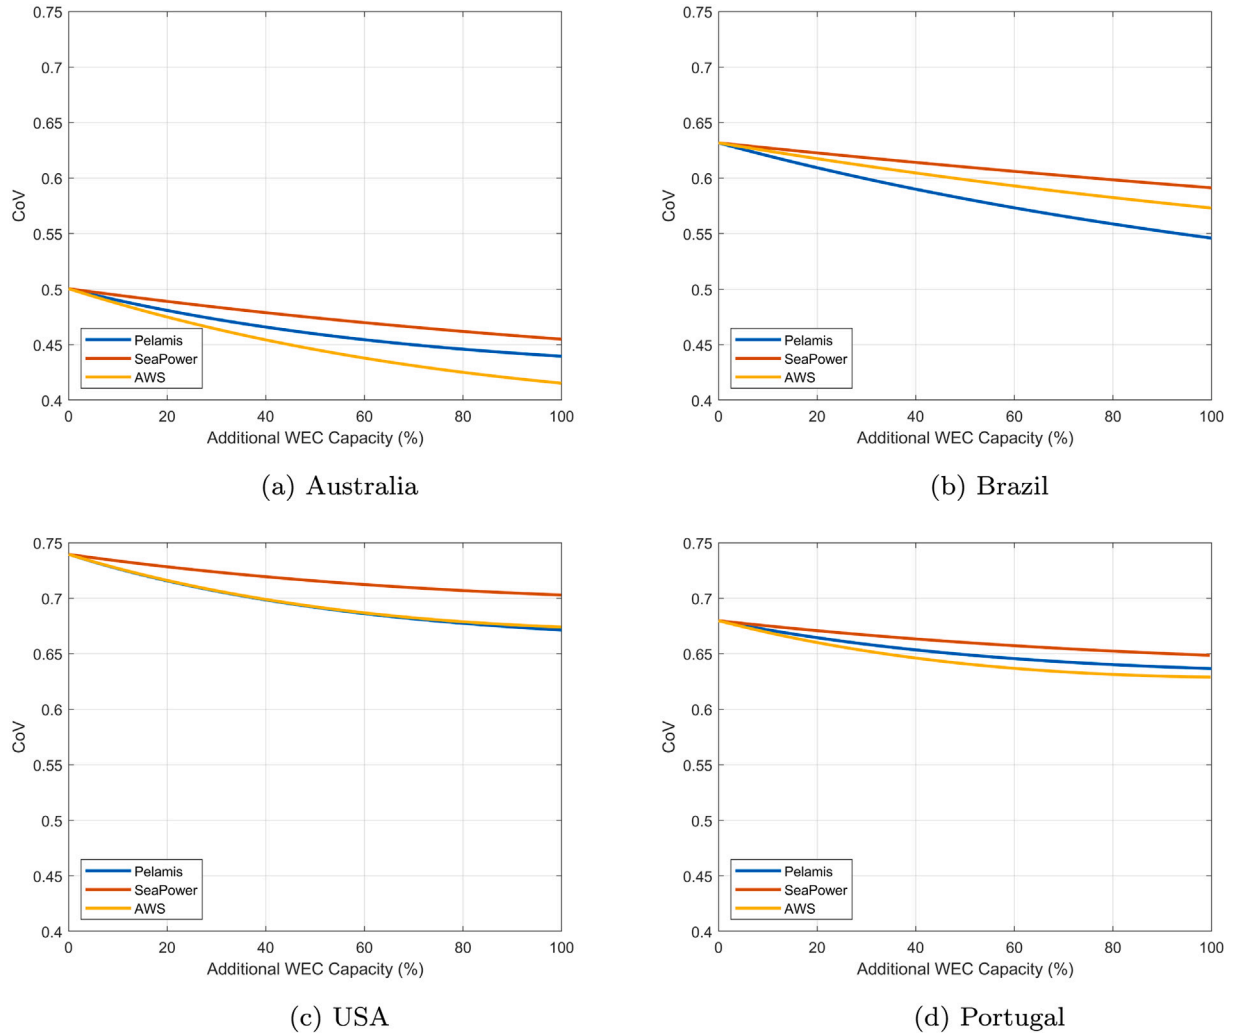 0.75
0.7
0.65
0.6
0.55
0.5
0.45
0.4
CoV
Pelamis
SeaPower
AWS
0 20 40 60 80 100
Additional WEC Capacity (%)
(a) Australia
0.75
0.7
0.65
0.6
0.55
0.5
0.45
0.4
CoV
Pelamis
SeaPower
AWS
0 20 40 60 80 100
Additional WEC Capacity (%)
(b) Brazil
0.75
0.7
0.65
0.6
0.55
0.5
0.45
0.4
CoV
Pelamis
SeaPower
AWS
0 20 40 60 80 100
Additional WEC Capacity (%)
(c) USA
0.75
0.7
0.65
0.6
0.55
0.5
0.45
0.4
CoV
Pelamis
SeaPower
AWS
0 20 40 60 80 100
Additional WEC Capacity (%)
(d) Portugal